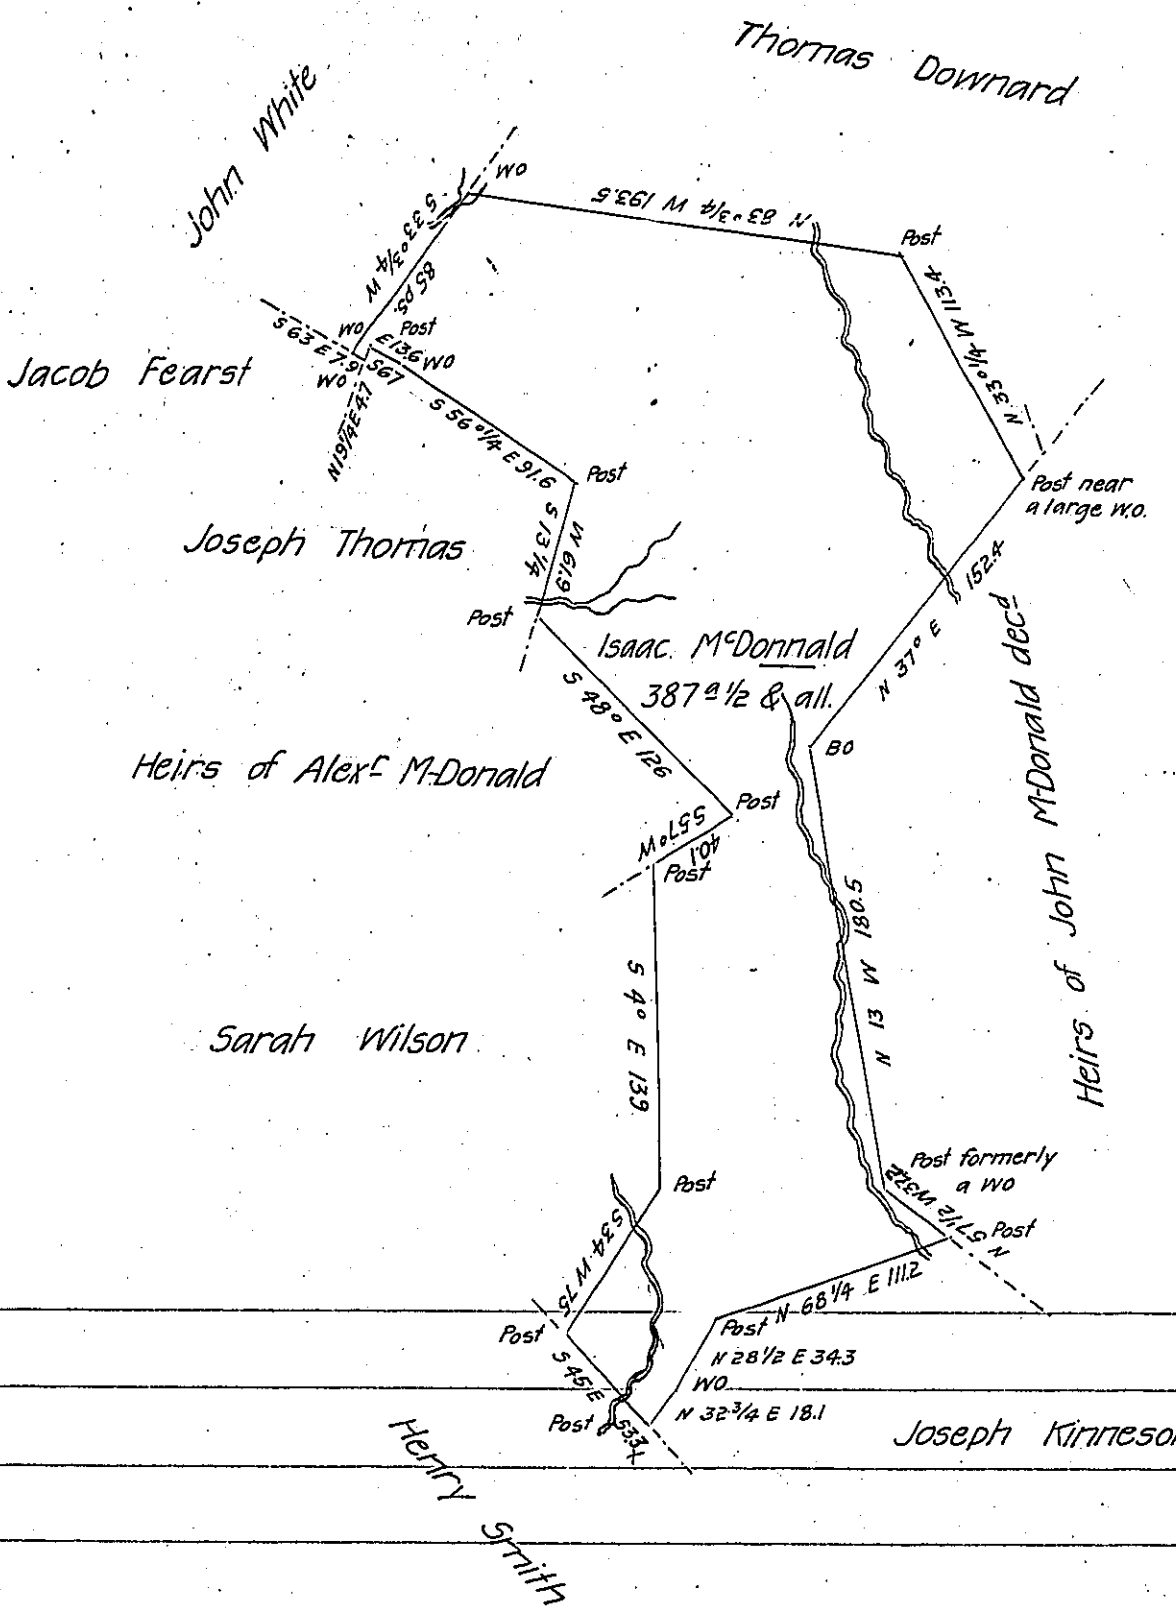 Thomas Downard
John White
WO
S 33°3/4 W
85 ps.
N 83°3/4 W 193.5
Post
N 33°1/4 W 113.4
Post near
a large W.O.
Jacob Fearst
S 63 E 7.9
WO
Post
E 13.6 WO
S 67
WO
N 19 1/4 E 4.7
S 56°1/4 E 91.6
Post
Joseph Thomas
S 13 1/4
W 61.9
Post
N 37° E 152.4
Isaac McDonnald
387 a 1/2 & all.
BO
Heirs of John McDonald decd
S 48° E 126
Heirs of Alexr McDonald
Post
S 57° W
40.1
Post
S 4° E 139
N 13 W 180.5
Sarah Wilson
Post
Post formerly
a WO
N 57 1/2 W 37.2
Post
S 34 W 75
N 68 1/4 E 111.2
Post
Post
N 28 1/2 E 34.3
S 45 E
53.34
WO
N 32 3/4 E 18.1
Post
Joseph Kinneson
Henry Smith